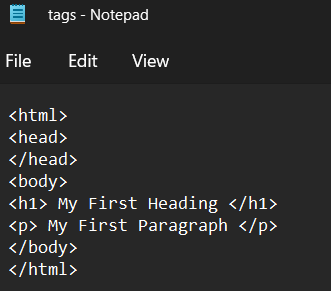 tags - Notepad
File Edit View
<html>
<head>
</head>
<body>
<h1> My First Heading </h1>
<p> My First Paragraph </p>
</body>
</html>